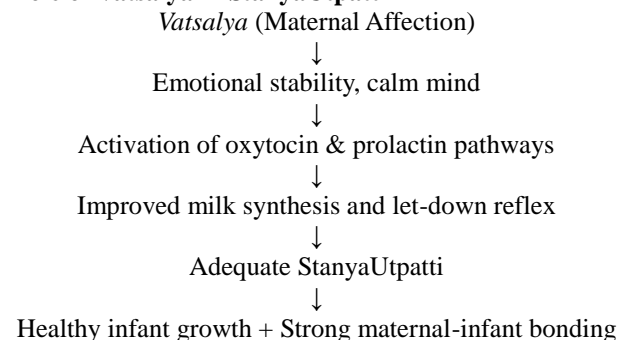 Vatsalya (Maternal Affection)
↓
Emotional stability, calm mind
↓
Activation of oxytocin & prolactin pathways
↓
Improved milk synthesis and let-down reflex
↓
Adequate StanyaUtpatti
↓
Healthy infant growth + Strong maternal-infant bonding